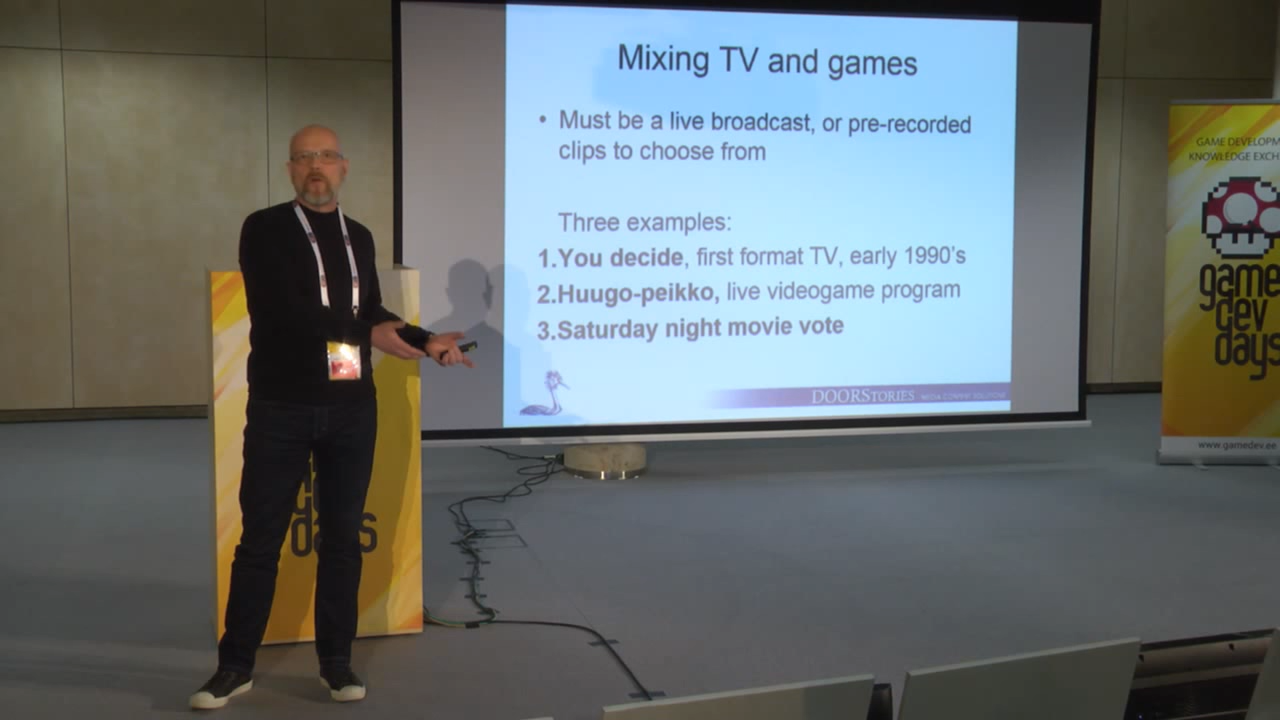 Mixing TV and games
• Must be a live broadcast, or pre-recorded
clips to choose from
Three examples:
1.You decide, first format TV, early 1990's
2.Huugo-peikko, live videogame program
3.Saturday night movie vote
DOORSTORIES
GAME DEVELOPM
KNOWLEDGE EXCH
game
dev
days
www.gamedev.ee
days